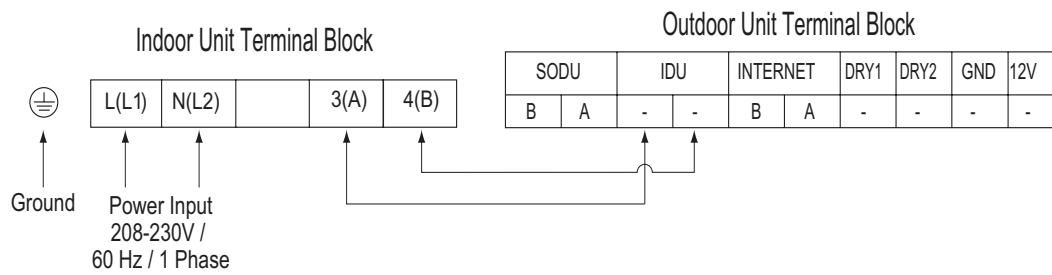 Indoor Unit Terminal Block
L(L1) N(L2) 3(A) 4(B)
Ground
Power Input
208-230V /
60 Hz / 1 Phase
Outdoor Unit Terminal Block
SODU IDU INTERNET DRY1 DRY2 GND 12V
B A - - B A - - - -